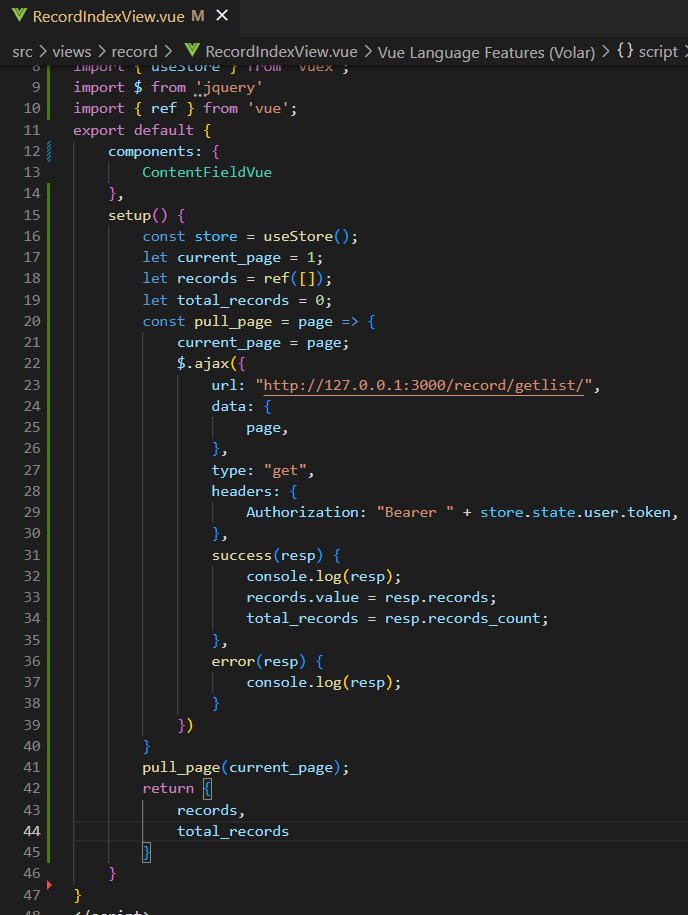 RecordIndexView.vue M ×
src > views > record > RecordIndexView.vue > Vue Language Features (Volar) > {} script >
8 import { useStore } from 'vuex';
9 import $ from 'jquery'
10 import { ref } from 'vue';
11 export default {
12     components: {
13         ContentFieldVue
14     },
15     setup() {
16         const store = useStore();
17         let current_page = 1;
18         let records = ref([]);
19         let total_records = 0;
20         const pull_page = page => {
21             current_page = page;
22             $.ajax({
23                 url: "http://127.0.0.1:3000/record/getlist/",
24                 data: {
25                     page,
26                 },
27                 type: "get",
28                 headers: {
29                     Authorization: "Bearer " + store.state.user.token,
30                 },
31                 success(resp) {
32                     console.log(resp);
33                     records.value = resp.records;
34                     total_records = resp.records_count;
35                 },
36                 error(resp) {
37                     console.log(resp);
38                 }
39             })
40         }
41         pull_page(current_page);
42         return {
43             records,
44             total_records
45         }
46     }
47 }
48 </script>